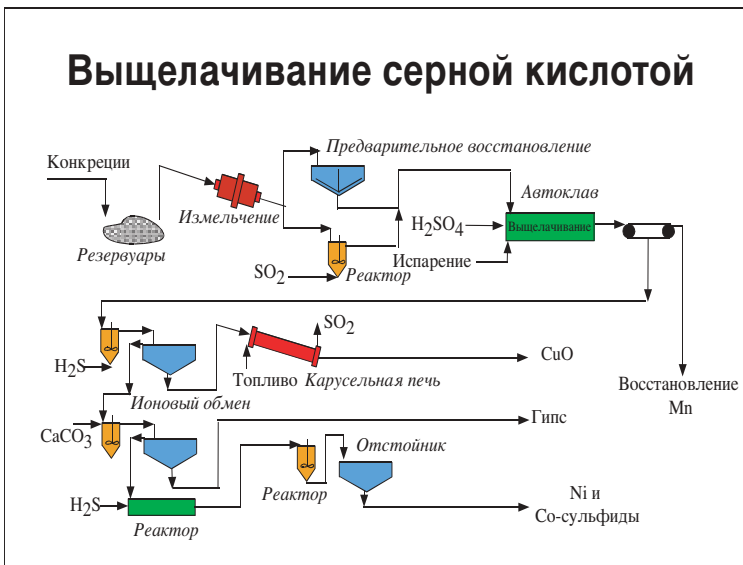 Выщелачивание серной кислотой
Предварительное восстановление
Конкреции
Автоклав
Измельчение
H2SO4
Выщелачивание
Резервуары
Испарение
SO2
Реактор
SO2
CuO
H2S
Топливо Карусельная печь
Восстановление
Mn
Ионовый обмен
Гипс
CaCO3
Отстойник
Реактор
Ni и
Co-сульфиды
H2S
Реактор